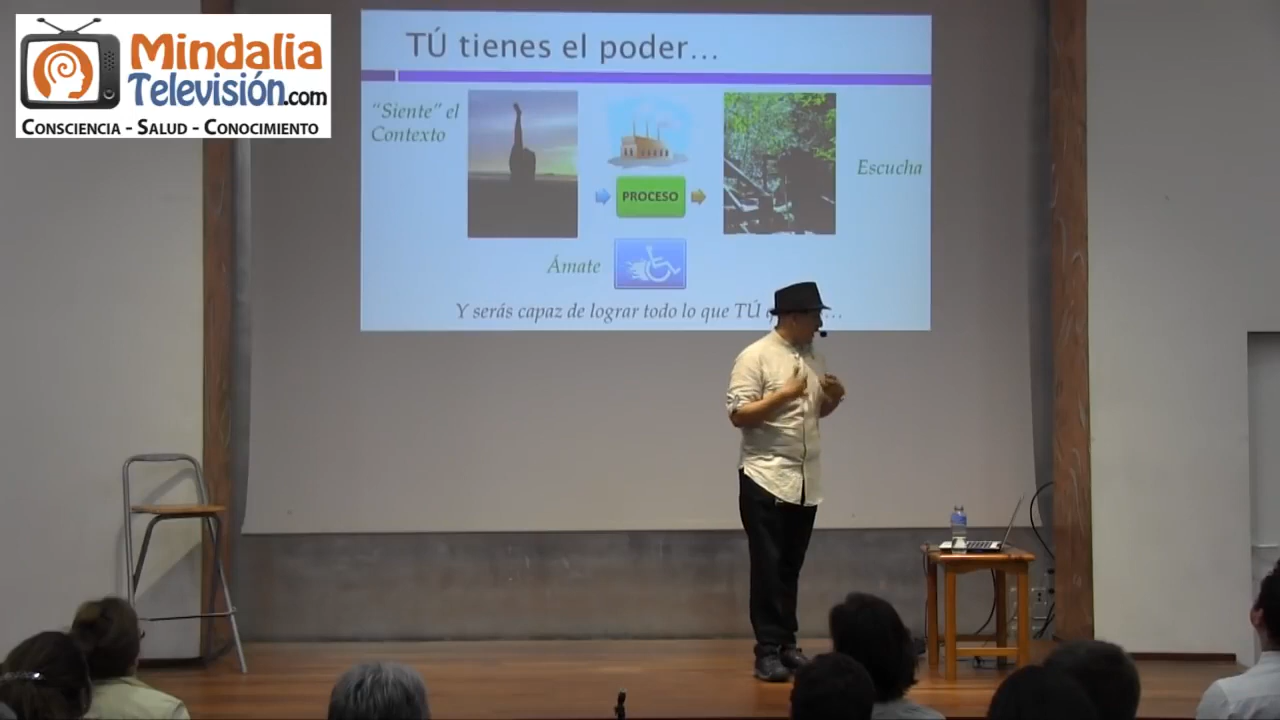 Mindalia
Televisión.com
CONSCIENCIA - SALUD - CONOCIMIENTO
TÚ tienes el poder...
"Siente" el
Contexto
PROCESO
Escucha
Ámate
Y serás capaz de lograr todo lo que TÚ